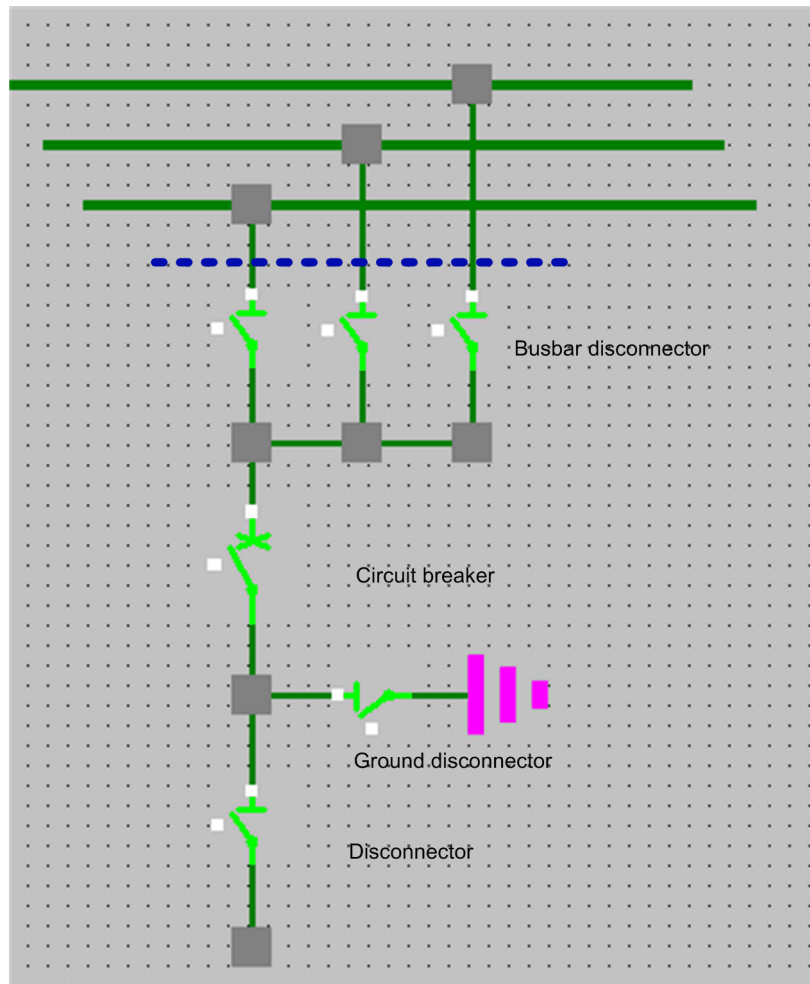 Busbar disconnector
Circuit breaker
Ground disconnector
Disconnector